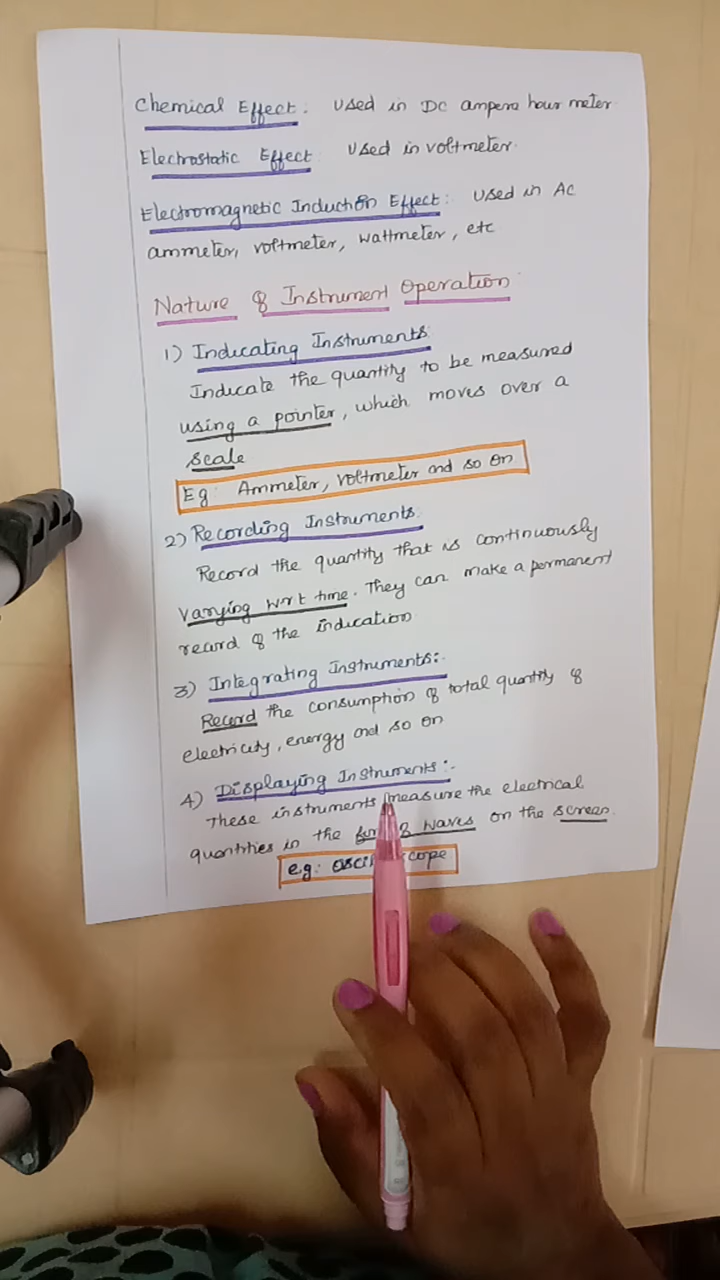 Chemical Effect: Used in DC ampere hour meter
Electrostatic Effect: Used in voltmeter.
Electromagnetic Induction Effect: Used in AC
ammeter, voltmeter, wattmeter, etc
Nature of Instrument Operation:
1) Indicating Instruments:
Indicate the quantity to be measured
using a pointer, which moves over a
scale
Eg: Ammeter, voltmeter and so on
2) Recording Instruments:
Record the quantity that is continuously
varying wrt time. They can make a permanent
record of the indication.
3) Integrating Instruments:-
Record the consumption of total quantity of
electricity, energy and so on
4) Displaying Instruments:-
These instruments measure the electrical
quantities in the waves on the screen.
e.g: